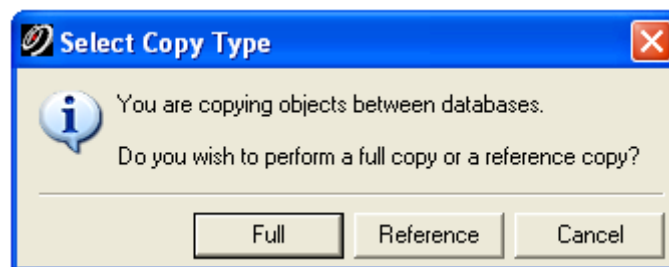 Select Copy Type
You are copying objects between databases.
Do you wish to perform a full copy or a reference copy?
Full Reference Cancel